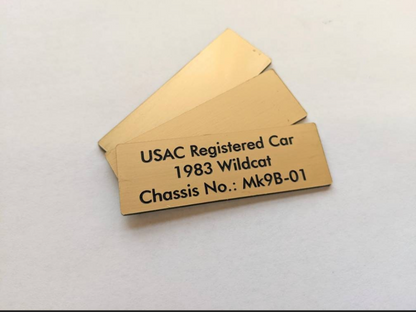 USAC Registered Car
1983 Wildcat
Chassis No.: Mk9B-01